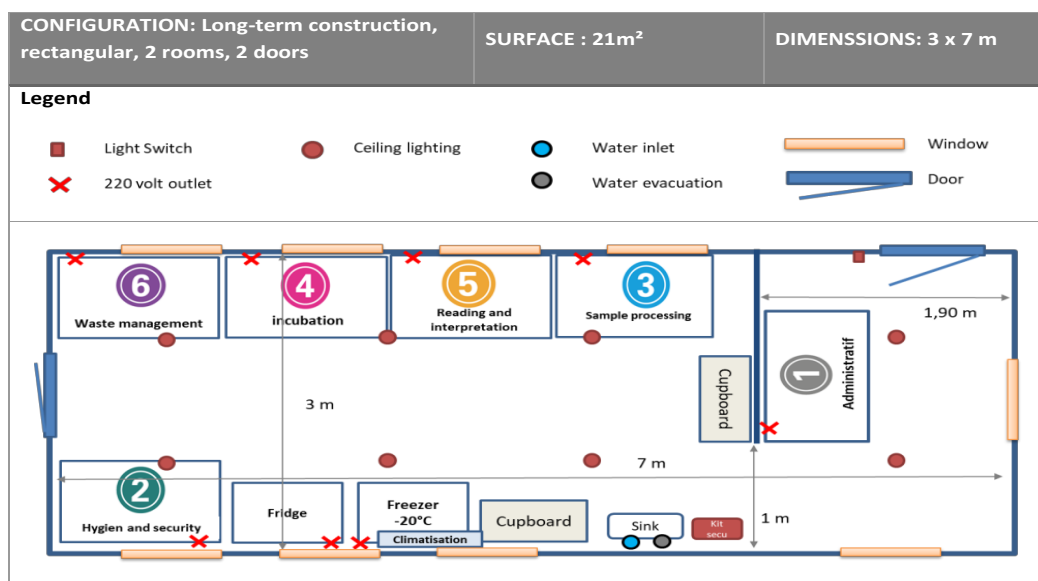 CONFIGURATION: Long-term construction,
rectangular, 2 rooms, 2 doors
SURFACE : 21m²
DIMENSSIONS: 3 x 7 m
Legend
Light Switch
Ceiling lighting
Water inlet
Window
220 volt outlet
Water evacuation
Door
6
Waste management
4
incubation
5
Reading and
interpretation
3
Sample processing
1,90 m
1
Administratif
Cupboard
3 m
7 m
2
Hygien and security
Fridge
Freezer
-20°C
Climatisation
Cupboard
Sink
Kit
secu
1 m